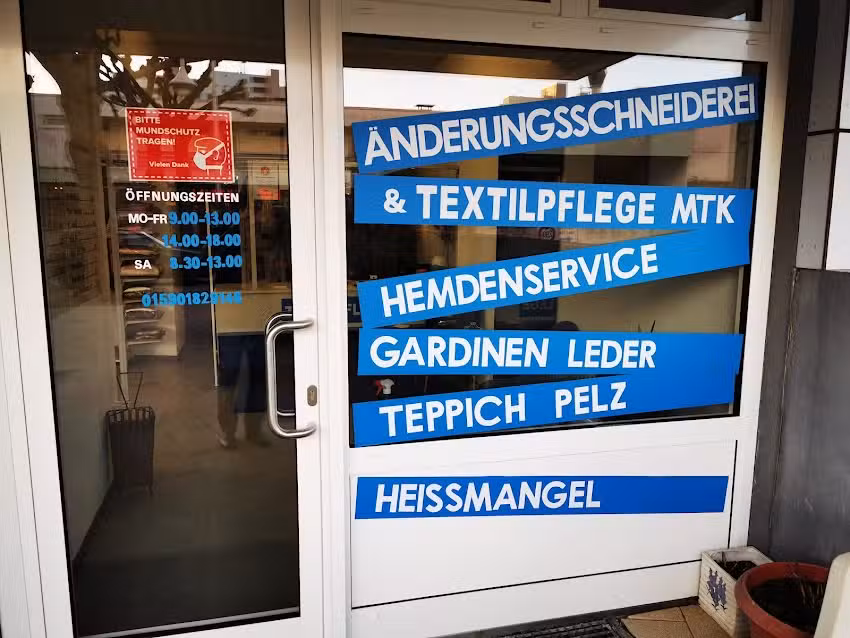 BITTE
MUNDSCHUTZ
TRAGEN!
Vielen Dank
ÖFFNUNGSZEITEN
MO-FR 9.00-13.00
14.00-18.00
SA 8.30-13.00
015901829148
ÄNDERUNGSSCHNEIDEREI
& TEXTILPFLEGE MTK
HEMDENSERVICE
GARDINEN LEDER
TEPPICH PELZ
HEISSMANGEL